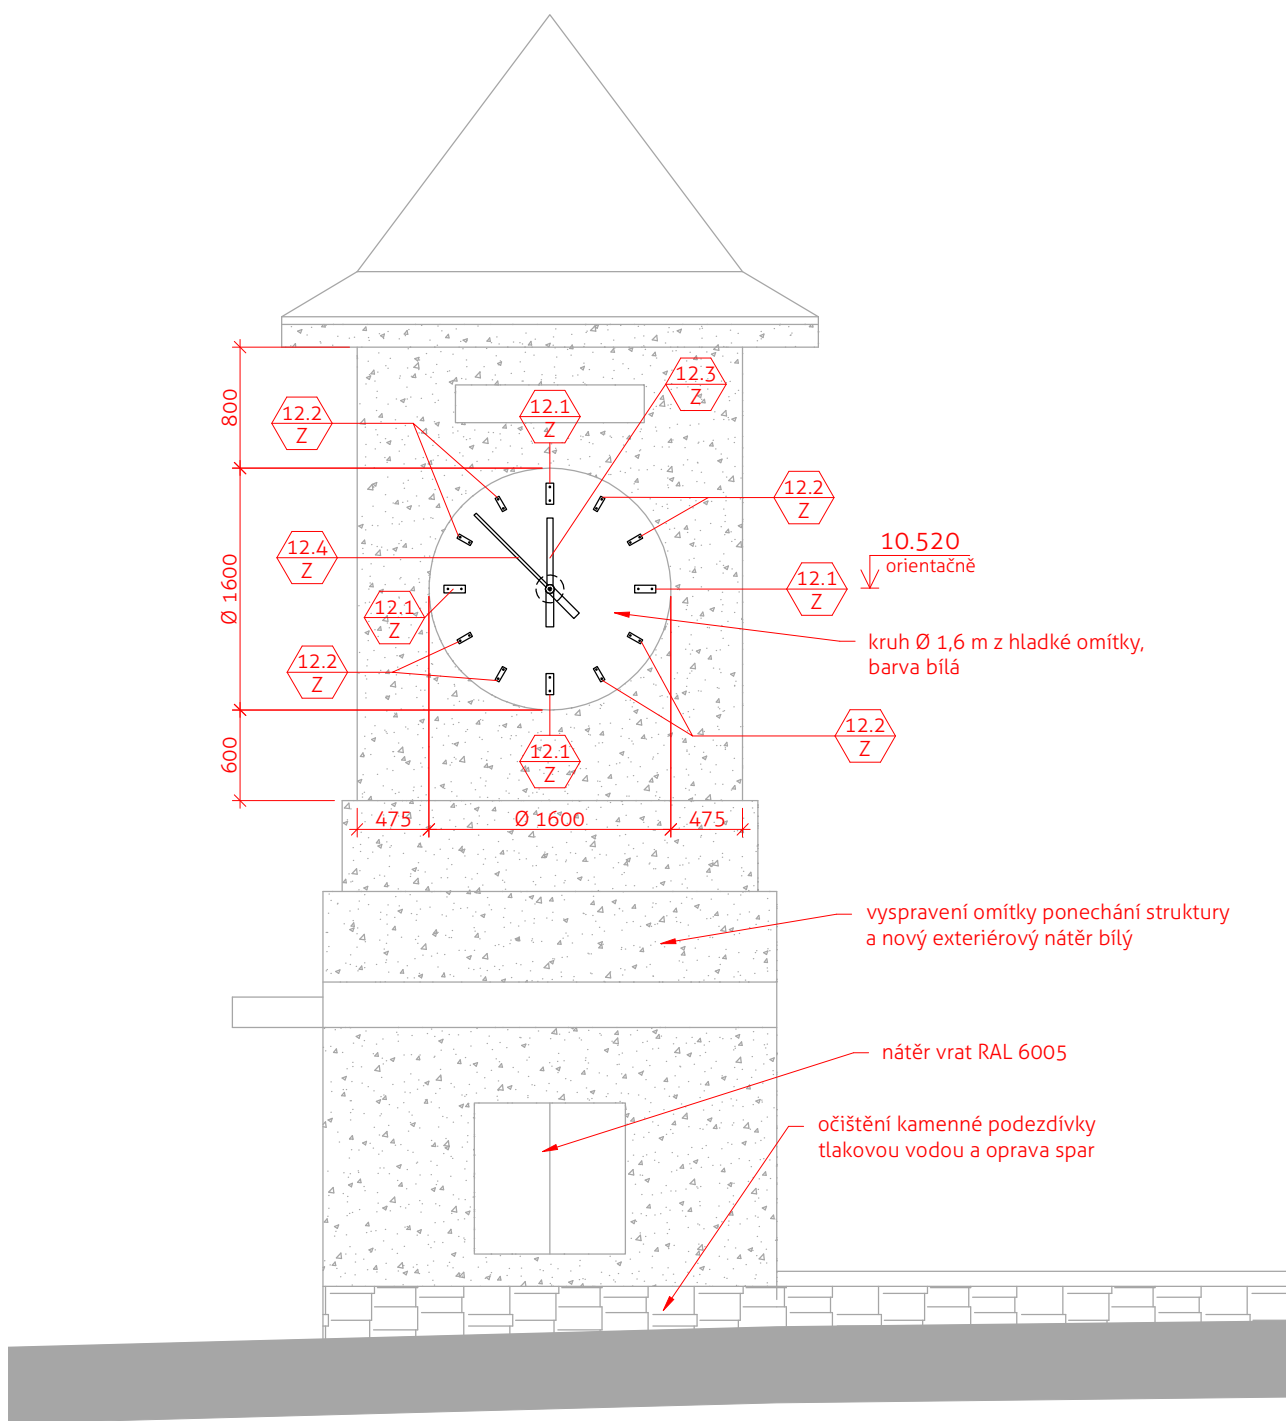 12.3
Z
12.1
Z
12.2
Z
800
12.2
Z
12.4
Z
10.520
orientačně
Ø 1600
12.1
Z
12.1
Z
kruh Ø 1,6 m z hladké omítky,
barva bílá
12.2
Z
12.2
Z
12.1
Z
600
475
Ø 1600
475
vyspravení omítky ponechání struktury
a nový exteriérový nátěr bílý
nátěr vrat RAL 6005
očištění kamenné podezdívky
tlakovou vodou a oprava spar